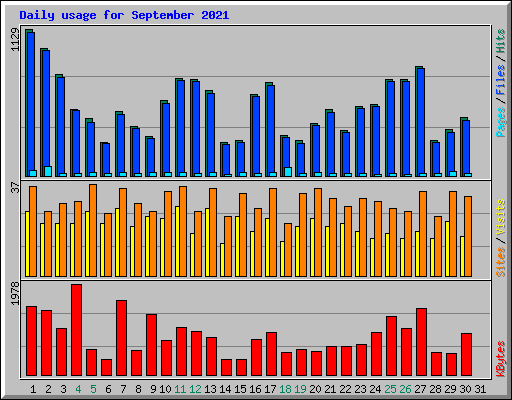 Daily usage for September 2021
1129
37
1978
Pages / Files / Hits
Sites / Visits
KBytes
1 2 3 4 5 6 7 8 9 10 11 12 13 14 15 16 17 18 19 20 21 22 23 24 25 26 27 28 29 30 31